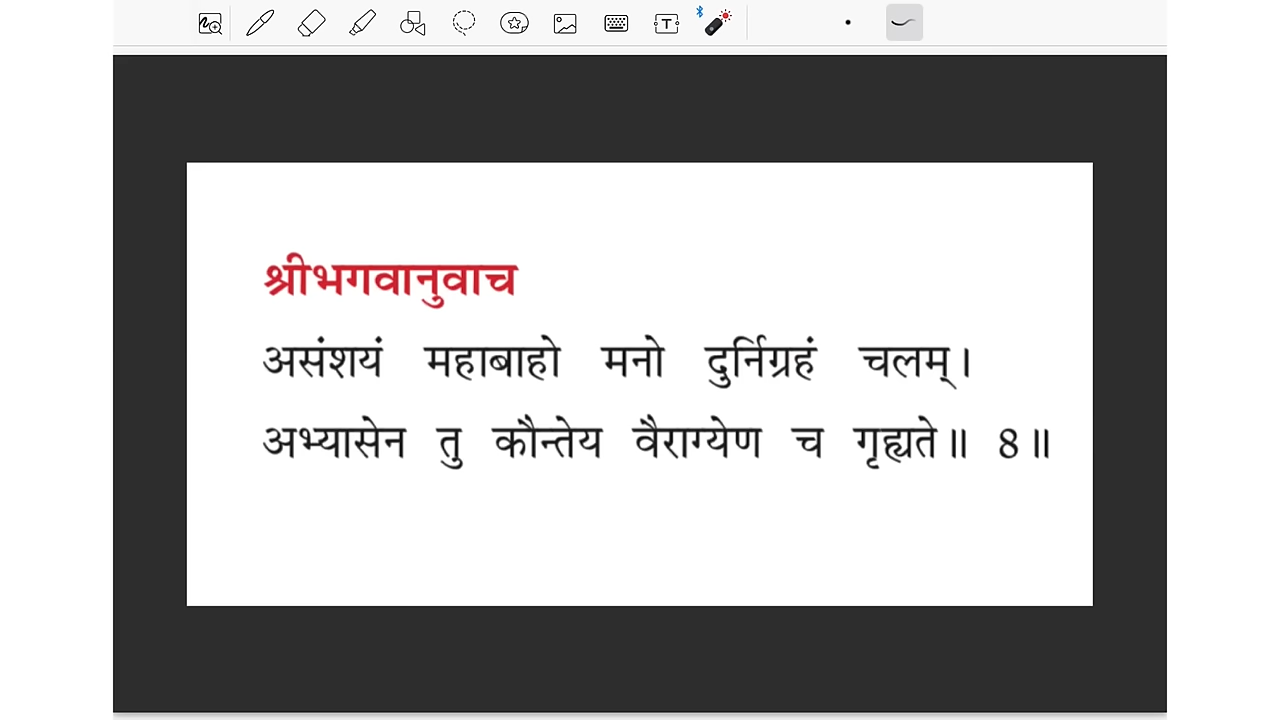 श्रीभगवानुवाच
असंशयं महाबाहो मनो दुर्निग्रहं चलम्।
अभ्यासेन तु कौन्तेय वैराग्येण च गृह्यते॥ 8॥